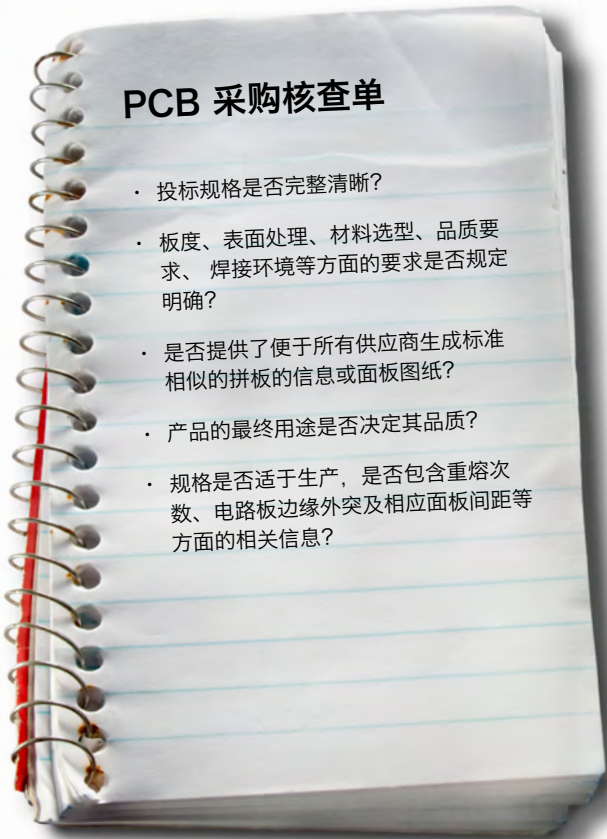 PCB 采购核查单
· 投标规格是否完整清晰？
· 板度、表面处理、材料选型、品质要
求、 焊接环境等方面的要求是否规定
明确？
· 是否提供了便于所有供应商生成标准
相似的拼板的信息或面板图纸？
· 产品的最终用途是否决定其品质？
· 规格是否适于生产，是否包含重熔次
数、电路板边缘外突及相应面板间距等
方面的相关信息？